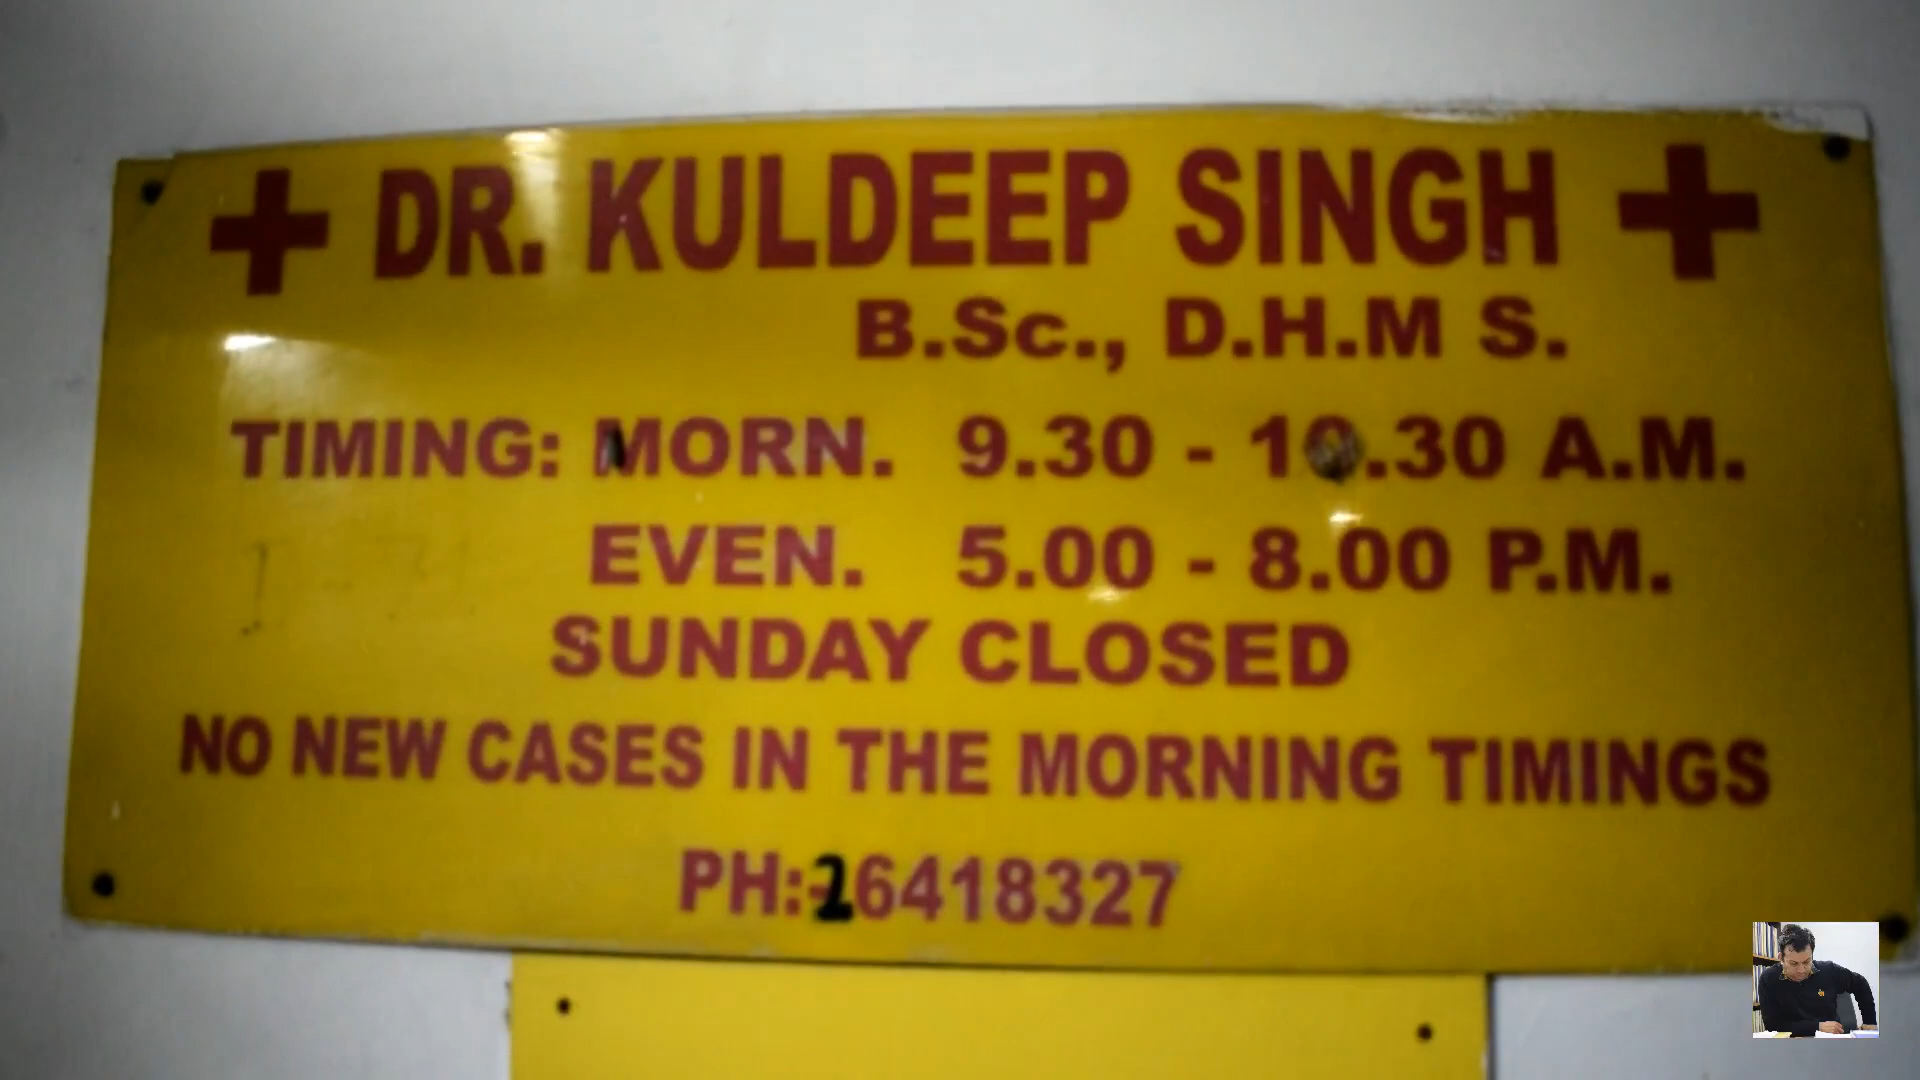 DR. KULDEEP SINGH
B.Sc., D.H.M S.
TIMING: MORN. 9.30 - 10.30 A.M.
EVEN. 5.00 - 8.00 P.M.
SUNDAY CLOSED
NO NEW CASES IN THE MORNING TIMINGS
PH:26418327